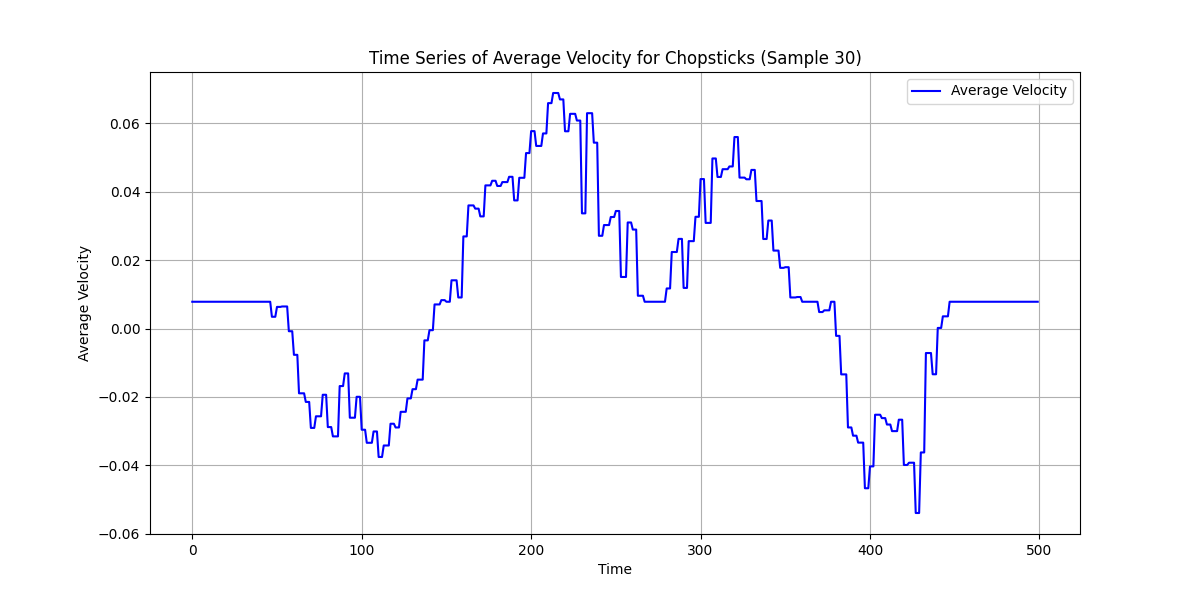 Time Series of Average Velocity for Chopsticks (Sample 30)
Average Velocity
0.06
0.04
0.02
0.00
−0.02
−0.04
−0.06
Average Velocity
0 100 200 300 400 500
Time